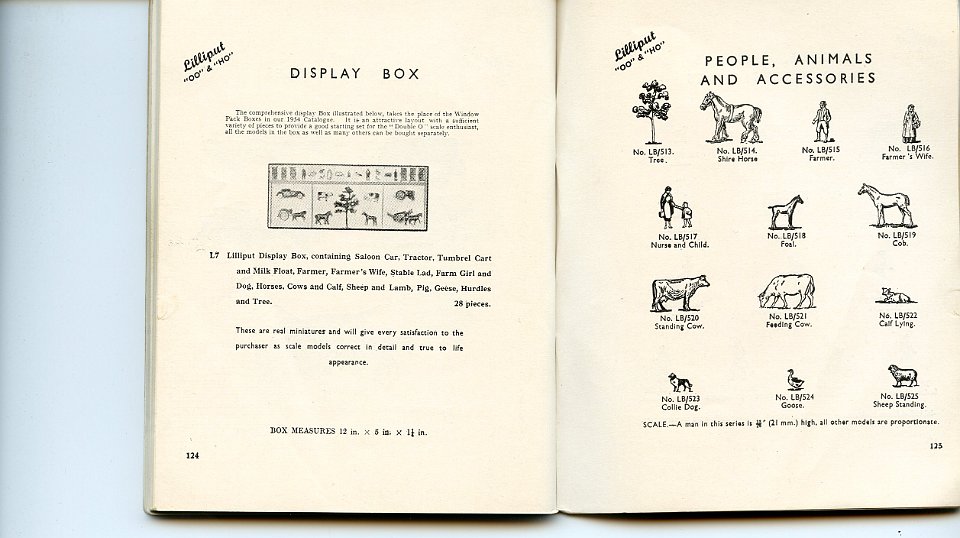 Lilliput
"OO" & "HO"
DISPLAY BOX
The comprehensive display Box illustrated below, takes the place of the Window
Pack Boxes in our 1954 Catalogue. It is an attractive layout with a sufficient
variety of pieces to provide a good starting set for the "Double O" scale enthusiast,
all the models in the box as well as many others can be bought separately.
L7 Lilliput Display Box, containing Saloon Car, Tractor, Tumbrel Cart
and Milk Float, Farmer, Farmer's Wife, Stable Lad, Farm Girl and
Dog, Horses, Cows and Calf, Sheep and Lamb, Pig, Geese, Hurdles
and Tree. 28 pieces.
These are real miniatures and will give every satisfaction to the
purchaser as scale models correct in detail and true to life
appearance.
BOX MEASURES 12 in. × 5 in. × 1¼ in.
124
Lilliput
"OO" & "HO"
PEOPLE, ANIMALS
AND ACCESSORIES
No. LB/513.
Tree.
No. LB/514.
Shire Horse
No. LB/515
Farmer.
No. LB/516
Farmer's Wife.
No. LB/517
Nurse and Child.
No. LB/518
Foal.
No. LB/519
Cob.
No. LB/520
Standing Cow.
No. LB/521
Feeding Cow.
No. LB/522
Calf Lying.
No. LB/523
Collie Dog.
No. LB/524
Goose.
No. LB/525
Sheep Standing.
SCALE.—A man in this series is (21 mm.) high, all other models are proportionate.
125